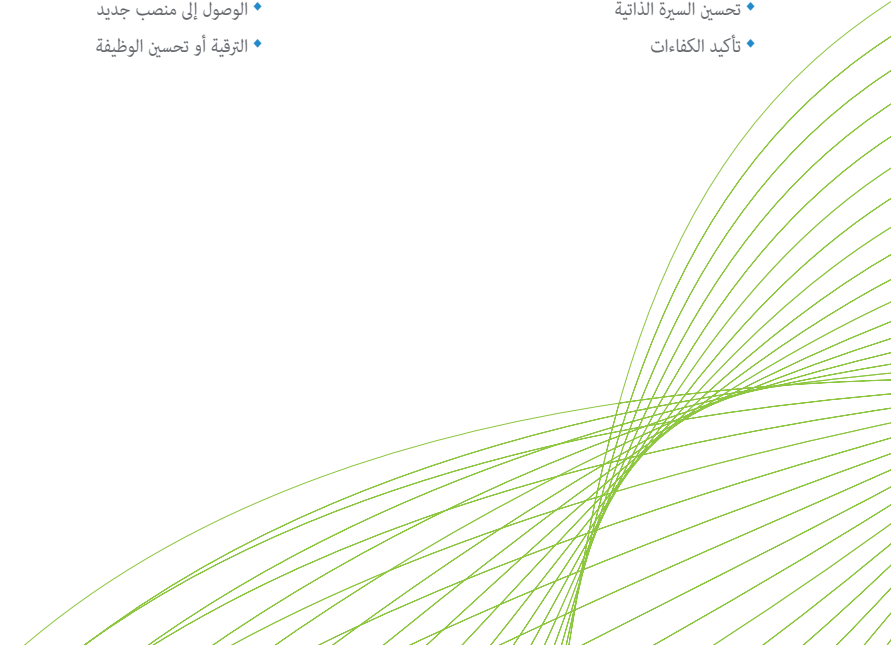 تحسين السيرة الذاتية
تأكيد الكفاءات
الوصول إلى منصب جديد
الترقية أو تحسين الوظيفة